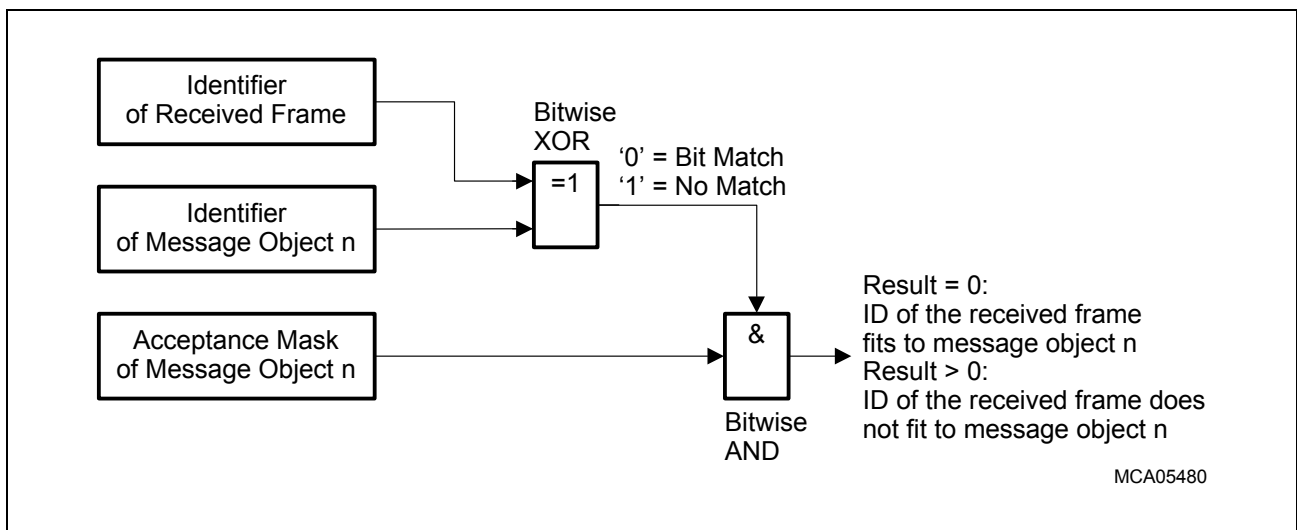 Identifier
of Received Frame
Bitwise
XOR
‘0’ = Bit Match
‘1’ = No Match
=1
Identifier
of Message Object n
Acceptance Mask
of Message Object n
&
Bitwise
AND
Result = 0:
ID of the received frame
fits to message object n
Result > 0:
ID of the received frame does
not fit to message object n
MCA05480